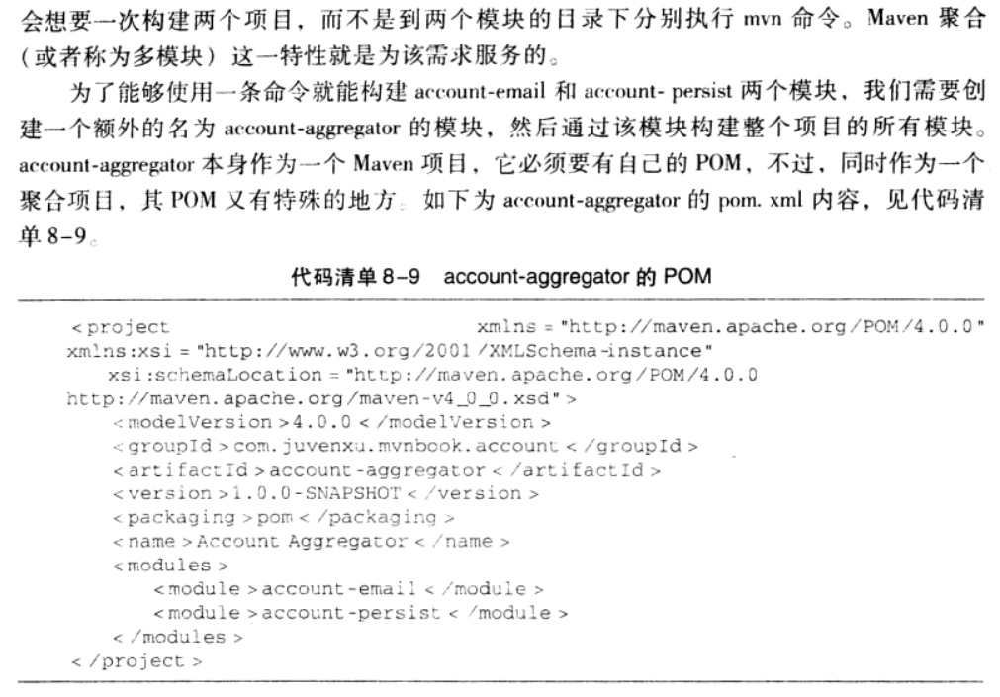 会想要一次构建两个项目，而不是到两个模块的目录下分别执行 mvn 命令。Maven 聚合
（或者称为多模块）这一特性就是为该需求服务的。
为了能够使用一条命令就能构建 account-email 和 account- persist 两个模块，我们需要创
建一个额外的名为 account-aggregator 的模块，然后通过该模块构建整个项目的所有模块。
account-aggregator 本身作为一个 Maven 项目，它必须要有自己的 POM，不过，同时作为一个
聚合项目，其 POM 又有特殊的地方。如下为 account-aggregator 的 pom. xml 内容，见代码清
单 8-9。
代码清单 8-9 account-aggregator 的 POM
<project xmlns = "http://maven.apache.org/POM/4.0.0"
xmlns:xsi = "http://www.w3.org/2001/XMLSchema-instance"
xsi:schemaLocation = "http://maven.apache.org/POM/4.0.0
http://maven.apache.org/maven-v4_0_0.xsd" >
<modelVersion >4.0.0 < /modelVersion >
<groupId >com.juvenxu.mvnbook.account < /groupId >
<artifactId >account-aggregator < /artifactId >
<version >1.0.0-SNAPSHOT < /version >
<packaging >pom < /packaging >
<name >Account Aggregator < /name >
<modules >
<module >account-email < /module >
<module >account-persist < /module >
< /modules >
< /project >